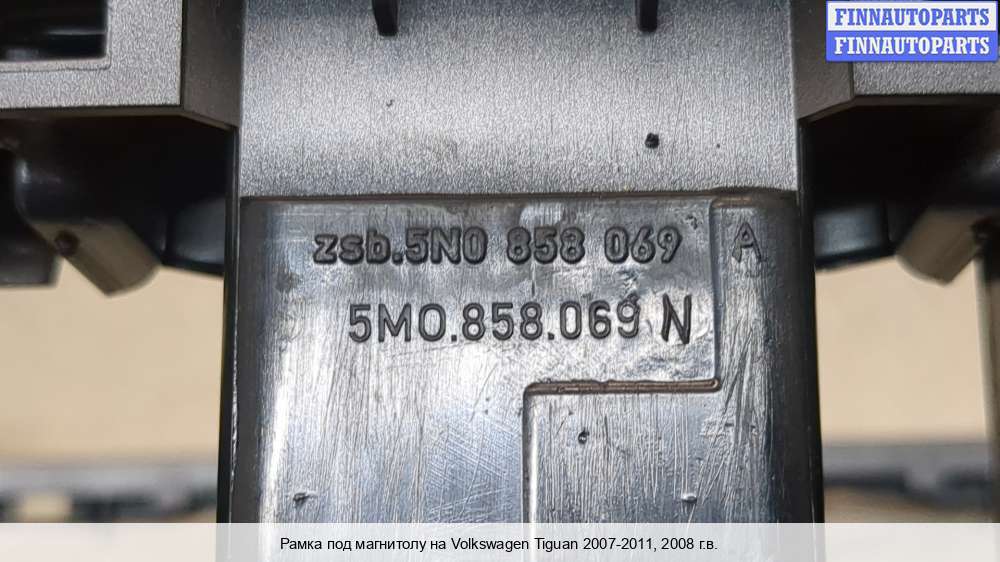 FINNAUTOPARTS
FINNAUTOPARTS
zsb.5N0 858 069 A
5M0.858.069 N
Рамка под магнитолу на Volkswagen Tiguan 2007-2011, 2008 г.в.